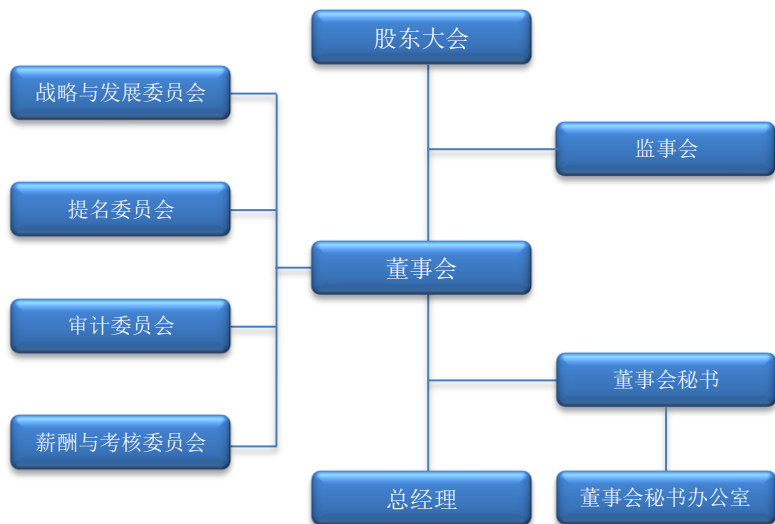 股东大会
战略与发展委员会
监事会
提名委员会
董事会
审计委员会
董事会秘书
薪酬与考核委员会
总经理
董事会秘书办公室